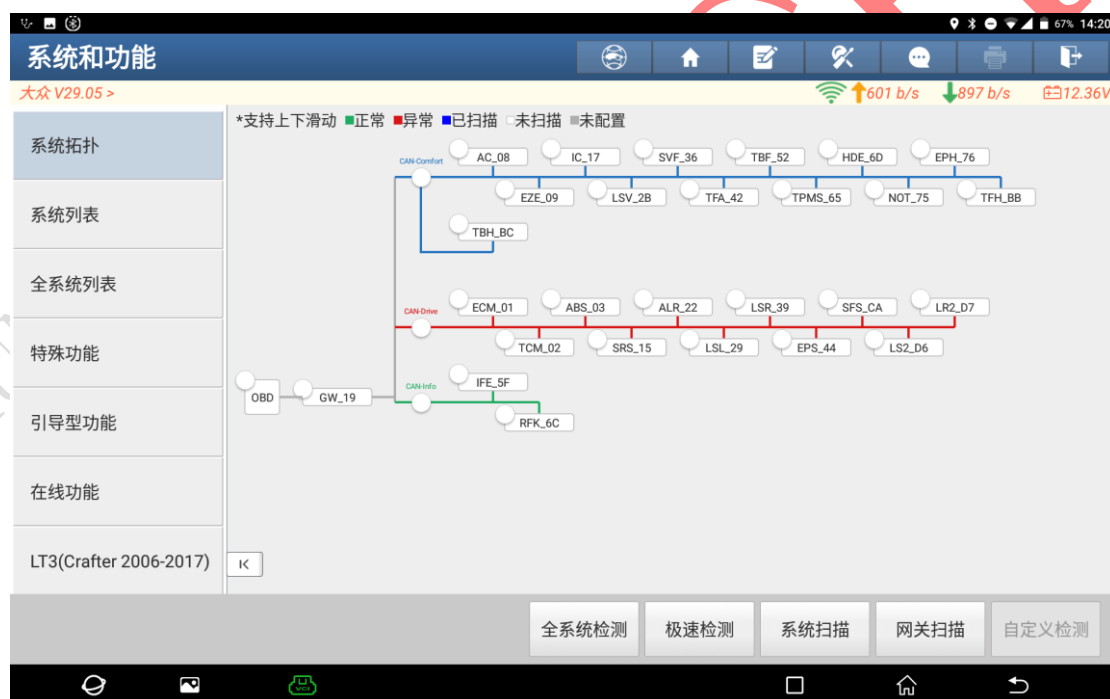 67% 14:20
系统和功能
大众 V29.05 >
601 b/s 897 b/s 12.36V
系统拓扑
系统列表
全系统列表
特殊功能
引导型功能
在线功能
LT3(Crafter 2006-2017)
*支持上下滑动 正常 异常 已扫描 未扫描 未配置
CAN-Comfort AC_08 IC_17 SVF_36 TBF_52 HDE_6D EPH_76
EZE_09 LSV_2B TFA_42 TPMS_65 NOT_75 TFH_BB
TBH_BC
CAN-Drive ECM_01 ABS_03 ALR_22 LSR_39 SFS_CA LR2_D7
TCM_02 SRS_15 LSL_29 EPS_44 LS2_D6
CAN-Info IFE_5F
OBD GW_19
RFK_6C
全系统检测 极速检测 系统扫描 网关扫描 自定义检测
VCI